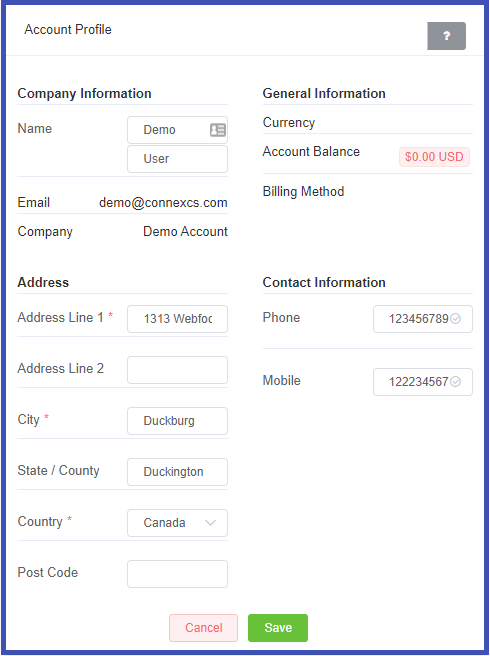 Account Profile
?
Company Information
Name
Demo
User
Email demo@connexcs.com
Company Demo Account
General Information
Currency
Account Balance $0.00 USD
Billing Method
Address
Address Line 1 * 1313 Webfoc
Address Line 2
City * Duckburg
State / County Duckington
Country * Canada
Post Code
Contact Information
Phone 123456789
Mobile 122234567
Cancel Save